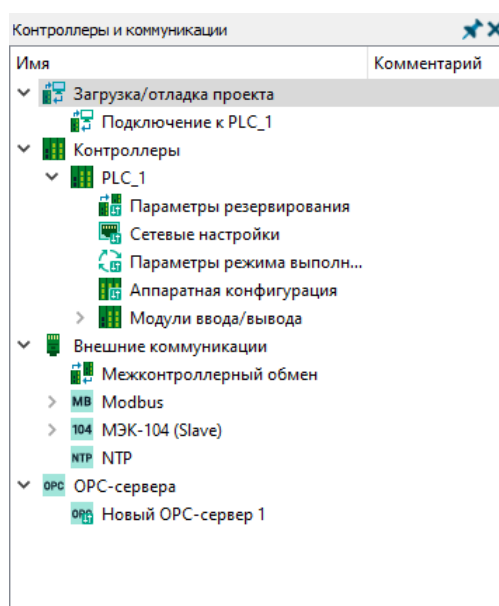 Контроллеры и коммуникации
Имя Комментарий
Загрузка/отладка проекта
Подключение к PLC_1
Контроллеры
PLC_1
Параметры резервирования
Сетевые настройки
Параметры режима выполн...
Аппаратная конфигурация
Модули ввода/вывода
Внешние коммуникации
Межконтроллерный обмен
MB Modbus
104 МЭК-104 (Slave)
NTP NTP
OPC OPC-сервера
OPC Новый OPC-сервер 1